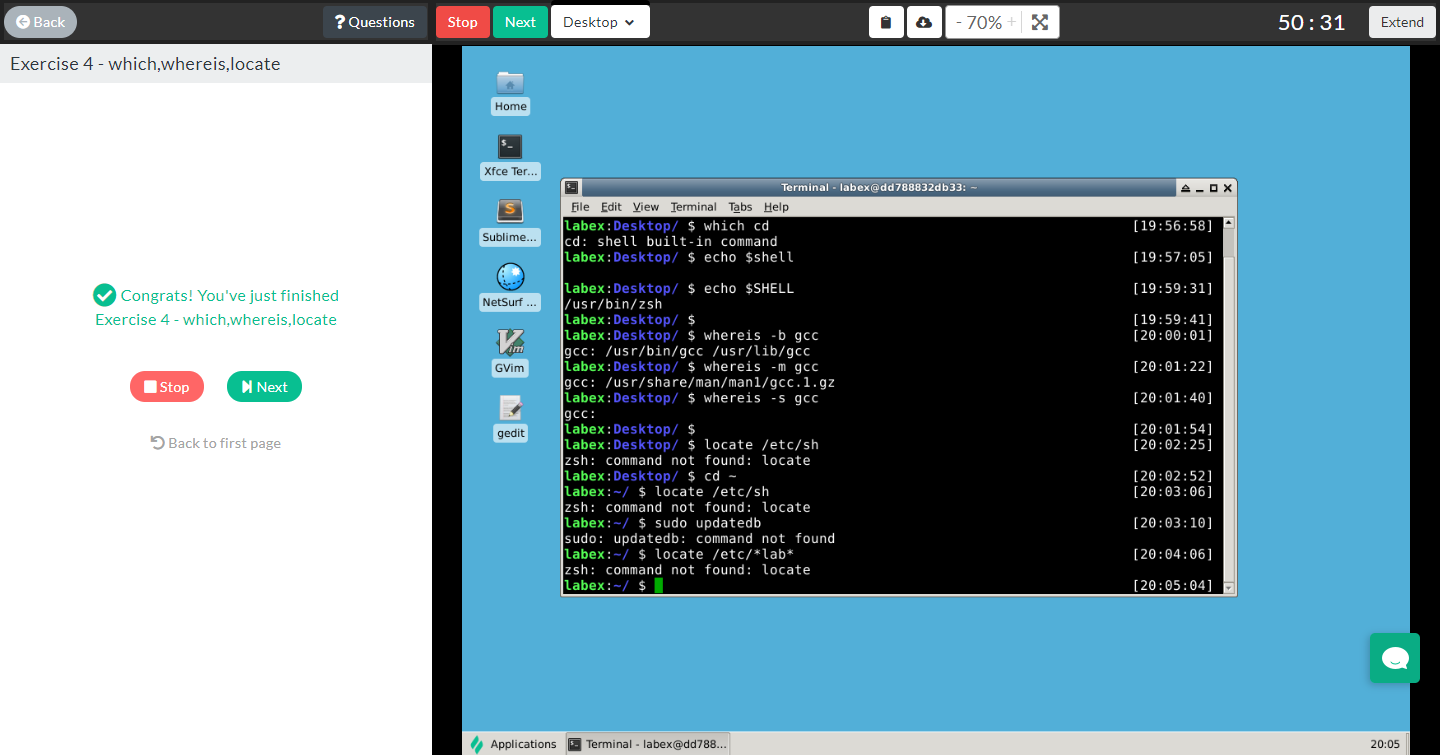 Back
? Questions
Stop
Next
Desktop
- 70% +
50 : 31
Extend
Exercise 4 - which,whereis,locate
Congrats! You've just finished
Exercise 4 - which,whereis,locate
Stop
Next
Back to first page
Home
Xfce Ter...
Sublime...
NetSurf ...
GVim
gedit
Terminal - labex@dd788832db33: ~
File Edit View Terminal Tabs Help
labex:Desktop/ $ which cd [19:56:58]
cd: shell built-in command
labex:Desktop/ $ echo $shell [19:57:05]
labex:Desktop/ $ echo $SHELL [19:59:31]
/usr/bin/zsh
labex:Desktop/ $ [19:59:41]
labex:Desktop/ $ whereis -b gcc [20:00:01]
gcc: /usr/bin/gcc /usr/lib/gcc
labex:Desktop/ $ whereis -m gcc [20:01:22]
gcc: /usr/share/man/man1/gcc.1.gz
labex:Desktop/ $ whereis -s gcc [20:01:40]
gcc:
labex:Desktop/ $ [20:01:54]
labex:Desktop/ $ locate /etc/sh [20:02:25]
zsh: command not found: locate
labex:Desktop/ $ cd ~ [20:02:52]
labex:~/ $ locate /etc/sh [20:03:06]
zsh: command not found: locate
labex:~/ $ sudo updatedb [20:03:10]
sudo: updatedb: command not found
labex:~/ $ locate /etc/*lab* [20:04:06]
zsh: command not found: locate
labex:~/ $ [20:05:04]
Applications
Terminal - labex@dd788...
20:05